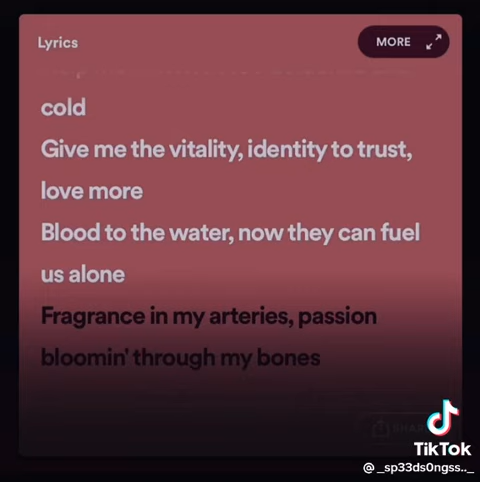 Lyrics
MORE
cold
Give me the vitality, identity to trust,
love more
Blood to the water, now they can fuel
us alone
Fragrance in my arteries, passion
bloomin' through my bones
TikTok
@ _sp33ds0ngss.._